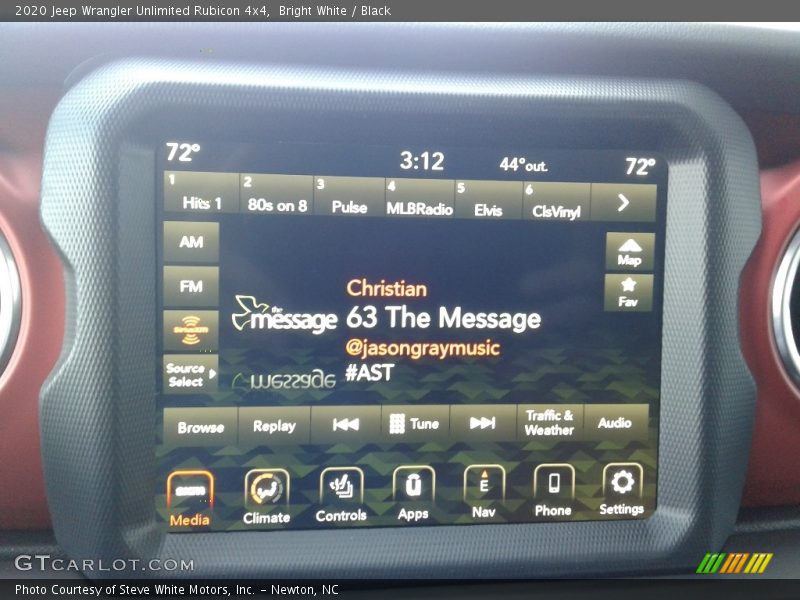 2020 Jeep Wrangler Unlimited Rubicon 4x4,  Bright White / Black
72° 3:12 44°out. 72°
1 Hits 1 2 80s on 8 3 Pulse 4 MLBRadio 5 Elvis 6 ClsVinyl
AM Map
FM Fav
Christian
the message 63 The Message
@jasongraymusic
Source Select #AST
message
Browse Replay Tune Traffic & Weather Audio
E
Media Climate Controls Apps Nav Phone Settings
GTCARLOT.COM
Photo Courtesy of Steve White Motors, Inc. – Newton, NC